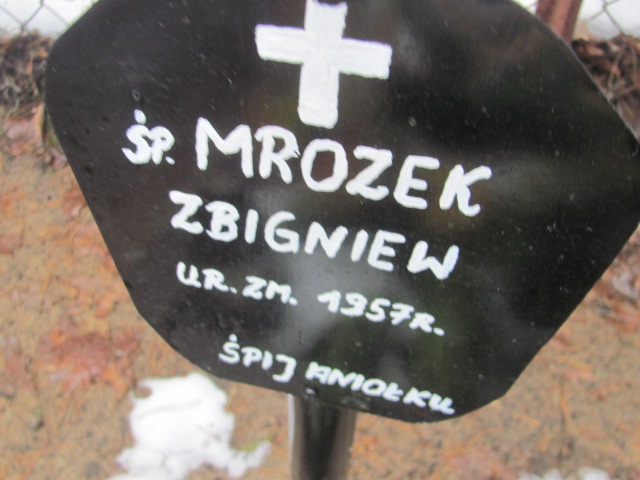 ŚP. MROZEK
ZBIGNIEW
UR. ZM. 1957R.
ŚPIJ ANIOŁKU